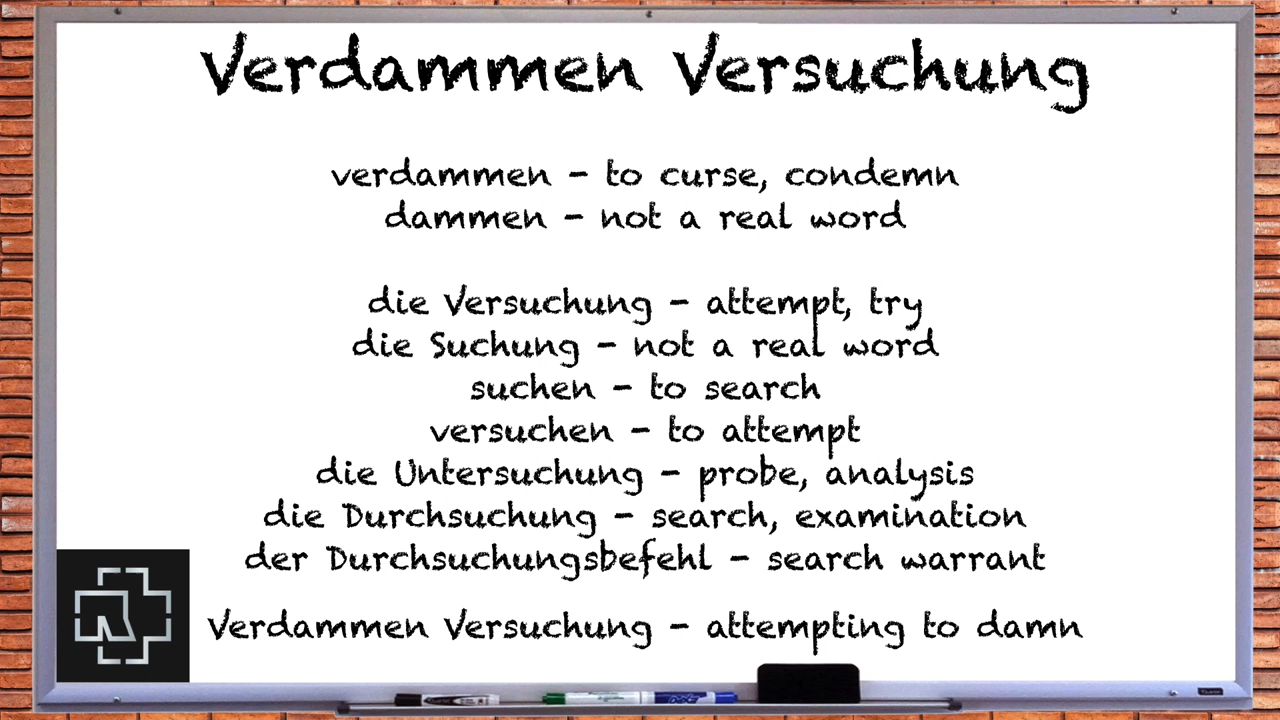 Verdammen Versuchung
verdammen - to curse, condemn
dammen - not a real word
die Versuchung - attempt, try
die Suchung - not a real word
suchen - to search
versuchen - to attempt
die Untersuchung - probe, analysis
die Durchsuchung - search, examination
der Durchsuchungsbefehl - search warrant
Verdammen Versuchung - attempting to damn